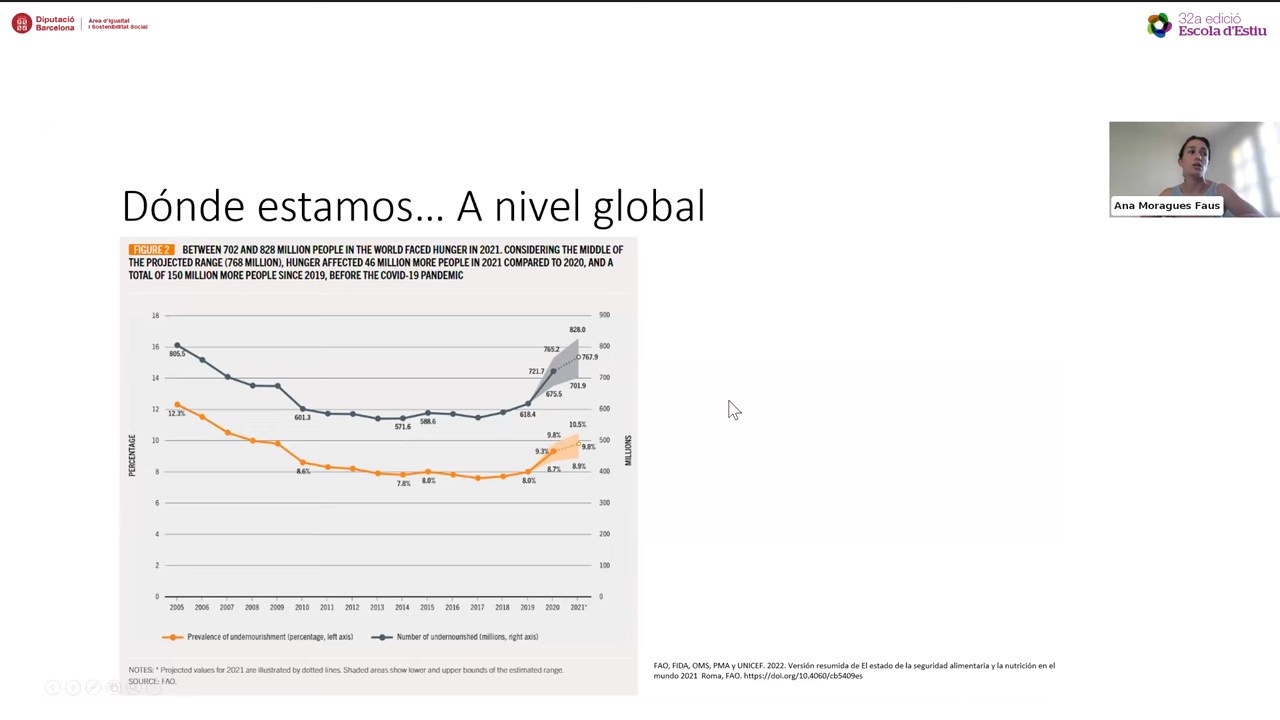 Diputació
Barcelona
Àrea d'Igualtat
i Sostenibilitat Social
32a edició
Escola d'Estiu
Ana Moragues Faus
Dónde estamos... A nivel global
FIGURE 2 BETWEEN 702 AND 828 MILLION PEOPLE IN THE WORLD FACED HUNGER IN 2021. CONSIDERING THE MIDDLE OF
THE PROJECTED RANGE (768 MILLION), HUNGER AFFECTED 46 MILLION MORE PEOPLE IN 2021 COMPARED TO 2020, AND A
TOTAL OF 150 MILLION MORE PEOPLE SINCE 2019, BEFORE THE COVID-19 PANDEMIC
18 900
828.0
16 805.5 765.2 767.9 800
14 721.7 701.9 700
675.5
12 12.3% 601.3 571.6 588.6 618.4 600
10.5%
10 9.8% 9.8% 500
9.3%
8 8.6% 7.8% 8.0% 8.0% 8.7% 8.9% 400
6 300
4 200
2 100
0 0
PERCENTAGE
MILLIONS
2005 2006 2007 2008 2009 2010 2011 2012 2013 2014 2015 2016 2017 2018 2019 2020 2021*
Prevalence of undernourishment (percentage, left axis) Number of undernourished (millions, right axis)
NOTES: * Projected values for 2021 are illustrated by dotted lines. Shaded areas show lower and upper bounds of the estimated range.
SOURCE: FAO.
FAO, FIDA, OMS, PMA y UNICEF. 2022. Versión resumida de El estado de la seguridad alimentaria y la nutrición en el
mundo 2021 Roma, FAO. https://doi.org/10.4060/cb5409es